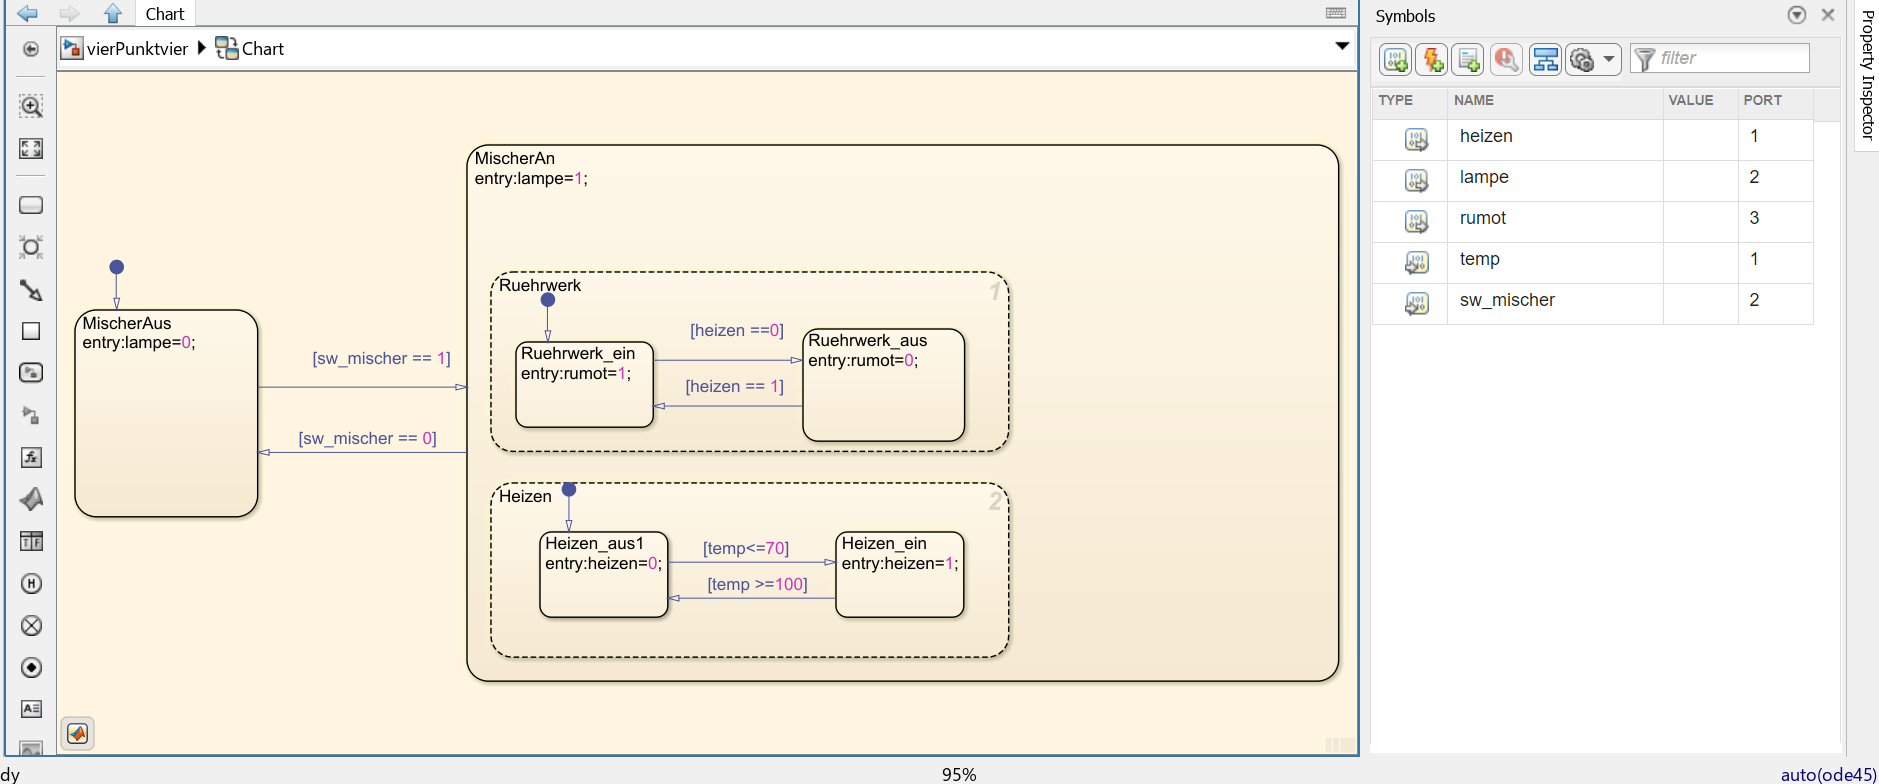 Chart
vierPunktvier
Chart
MischerAn
entry:lampe=1;
MischerAus
entry:lampe=0;
[sw_mischer == 1]
[sw_mischer == 0]
Ruehrwerk
1
Ruehrwerk_ein
entry:rumot=1;
[heizen ==0]
[heizen == 1]
Ruehrwerk_aus
entry:rumot=0;
Heizen
2
Heizen_aus1
entry:heizen=0;
[temp<=70]
[temp >=100]
Heizen_ein
entry:heizen=1;
Symbols
filter
TYPE NAME VALUE PORT
heizen 1
lampe 2
rumot 3
temp 1
sw_mischer 2
Property Inspector
dy
95%
auto(ode45)